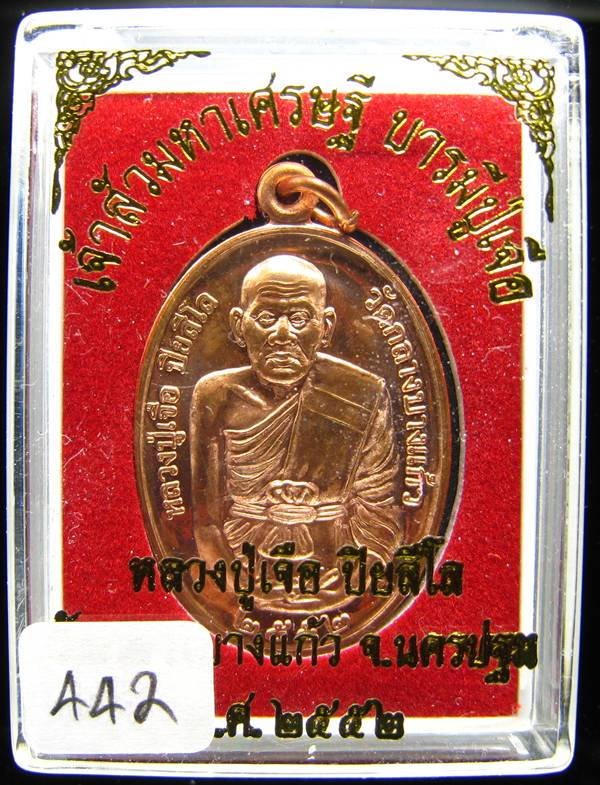 เจ้าสัวมหาเศรษฐี บารมีปู่เจือ
หลวงปู่เจือ ปิยสีโล
วัดกลางบางแก้ว
๒๕๕๒
หลวงปู่เจือ ปิยสีโล
บางแก้ว จ.นครปฐม
.ศ. ๒๕๕๒
442